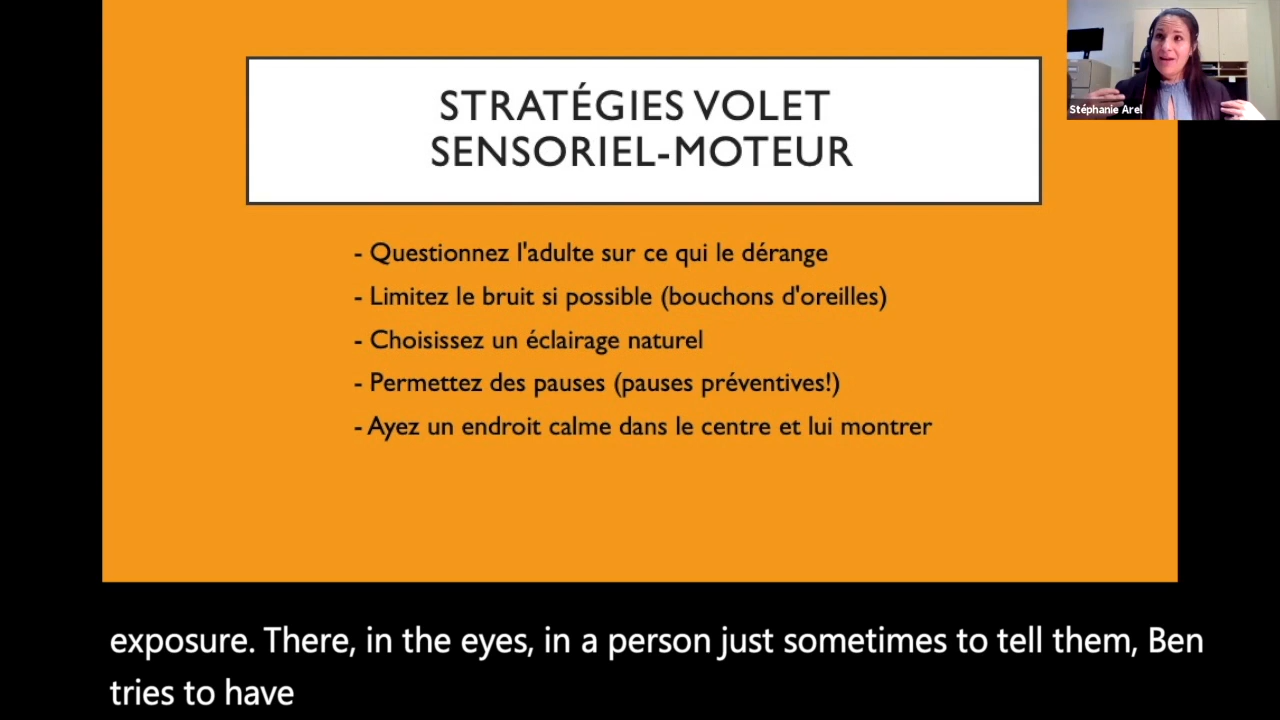 STRATÉGIES VOLET
SENSORIEL-MOTEUR
- Questionnez l'adulte sur ce qui le dérange
- Limitez le bruit si possible (bouchons d'oreilles)
- Choisissez un éclairage naturel
- Permettez des pauses (pauses préventives!)
- Ayez un endroit calme dans le centre et lui montrer
Stéphanie Arel
exposure. There, in the eyes, in a person just sometimes to tell them, Ben
tries to have